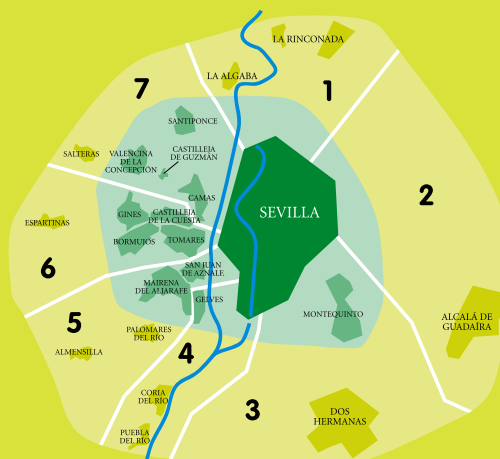 LA RINCONADA
LA ALGABA
7
1
SANTIPONCE
SALTERAS
VALENCINA
DE LA
CONCEPCIÓN
CASTILLEJA
DE GUZMÁN
2
CAMAS
GINES
CASTILLEJA
DE LA CUESTA
SEVILLA
ESPARTINAS
BORMUJOS
TOMARES
6
SAN JUAN
DE AZNALF.
MAIRENA
DEL ALJARAFE
GELVES
MONTEQUINTO
5
PALOMARES
DEL RÍO
ALCALÁ DE
GUADAÍRA
ALMENSILLA
4
CORIA
DEL RÍO
3
DOS
HERMANAS
PUEBLA
DEL RÍO